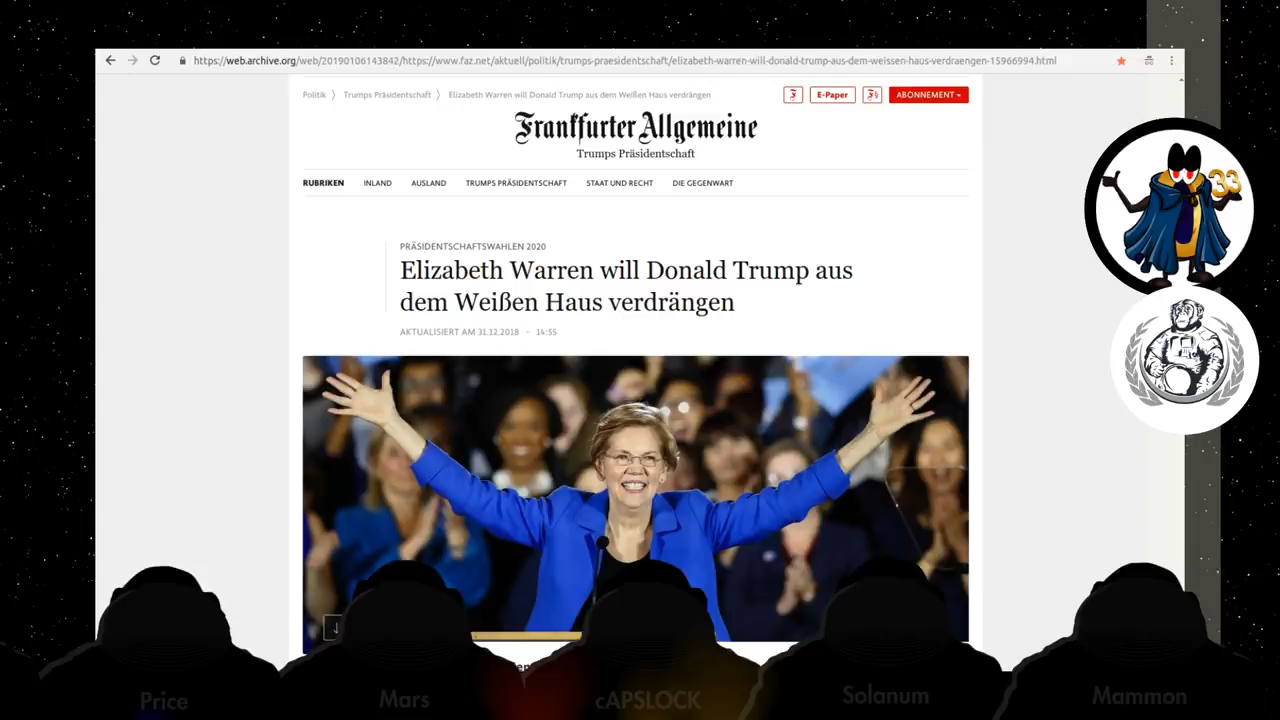 https://web.archive.org/web/20190106143842/https://www.faz.net/aktuell/politik/trumps-praesidentschaft/elizabeth-warren-will-donald-trump-aus-dem-weissen-haus-verdraengen-15966994.html
Politik 〉 Trumps Präsidentschaft 〉 Elizabeth Warren will Donald Trump aus dem Weißen Haus verdrängen
E-Paper
ABONNEMENT
Frankfurter Allgemeine
Trumps Präsidentschaft
RUBRIKEN INLAND AUSLAND TRUMPS PRÄSIDENTSCHAFT STAAT UND RECHT DIE GEGENWART
33
PRÄSIDENTSCHAFTSWAHLEN 2020
Elizabeth Warren will Donald Trump aus
dem Weißen Haus verdrängen
AKTUALISIERT AM 31.12.2018 - 14:55
Price Mars cAPSLOCK Solanum Mammon